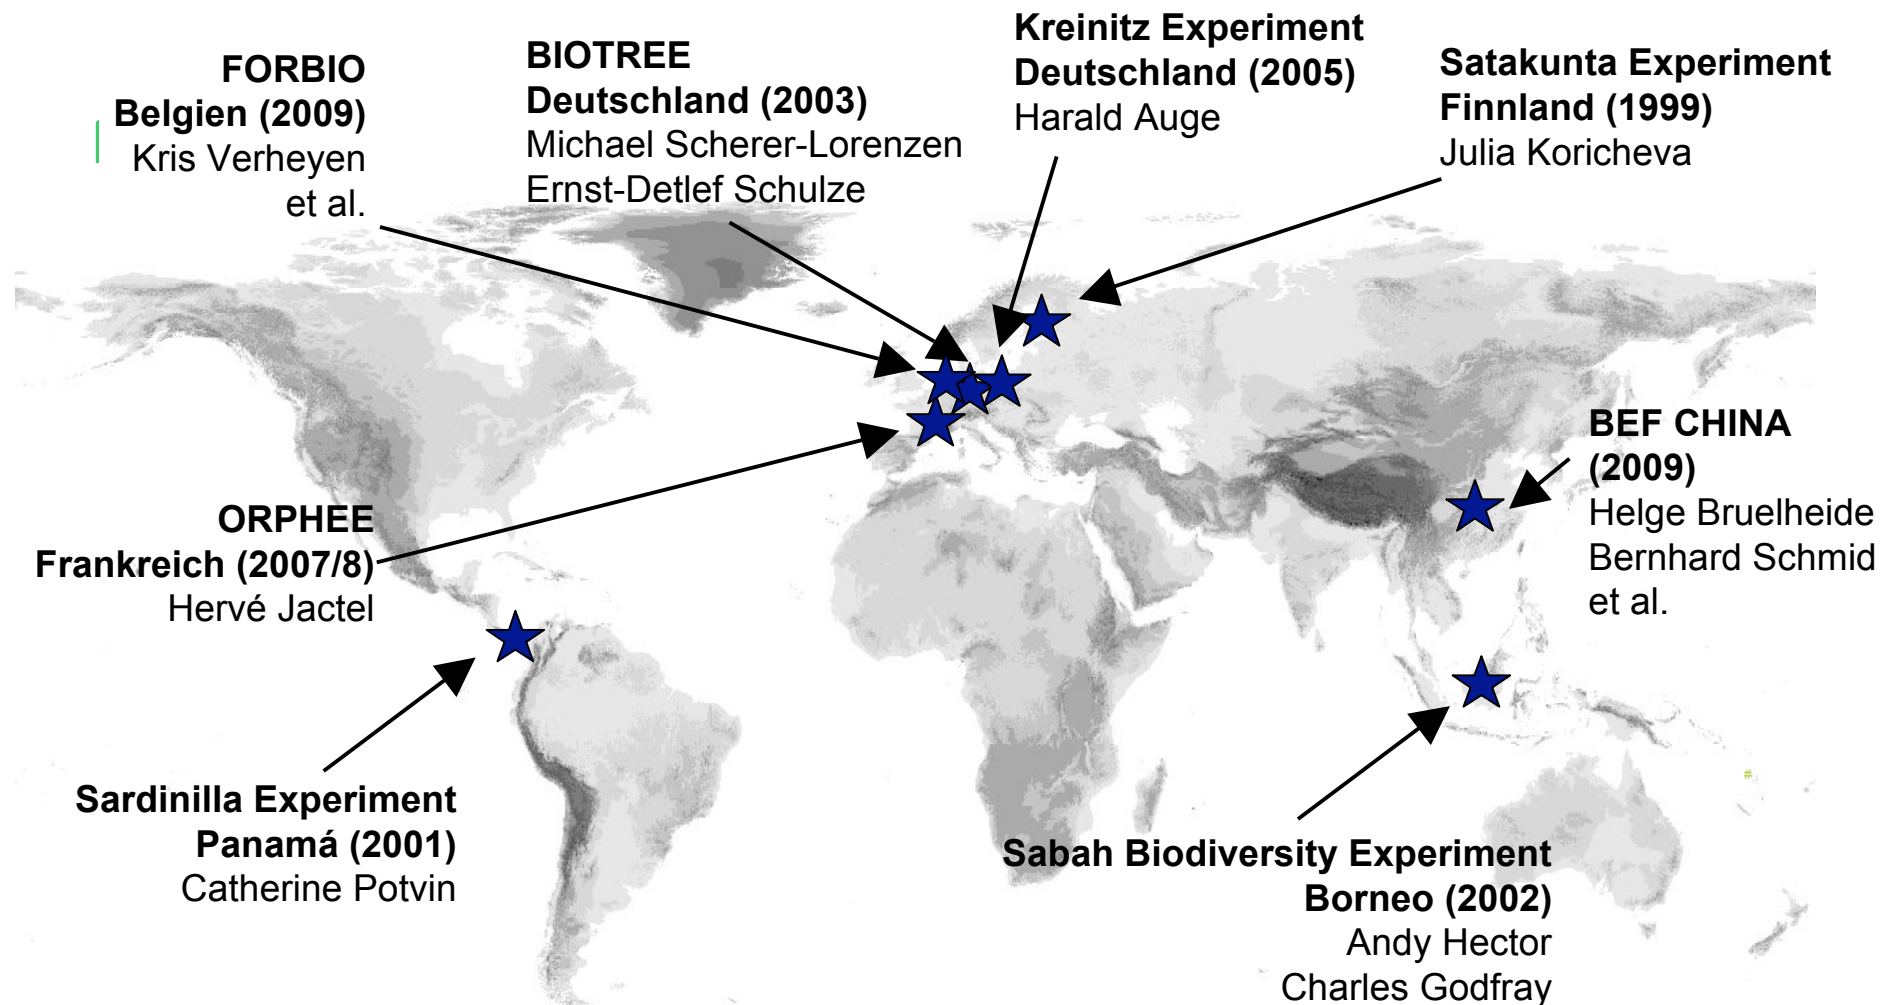 FORBIO
Belgien (2009)
Kris Verheyen
et al.
BIOTREE
Deutschland (2003)
Michael Scherer-Lorenzen
Ernst-Detlef Schulze
Kreinitz Experiment
Deutschland (2005)
Harald Auge
Satakunta Experiment
Finnland (1999)
Julia Koricheva
BEF CHINA
(2009)
Helge Bruelheide
Bernhard Schmid
et al.
ORPHEE
Frankreich (2007/8)
Hervé Jactel
Sardinilla Experiment
Panamá (2001)
Catherine Potvin
#
Sabah Biodiversity Experiment
Borneo (2002)
Andy Hector
Charles Godfray